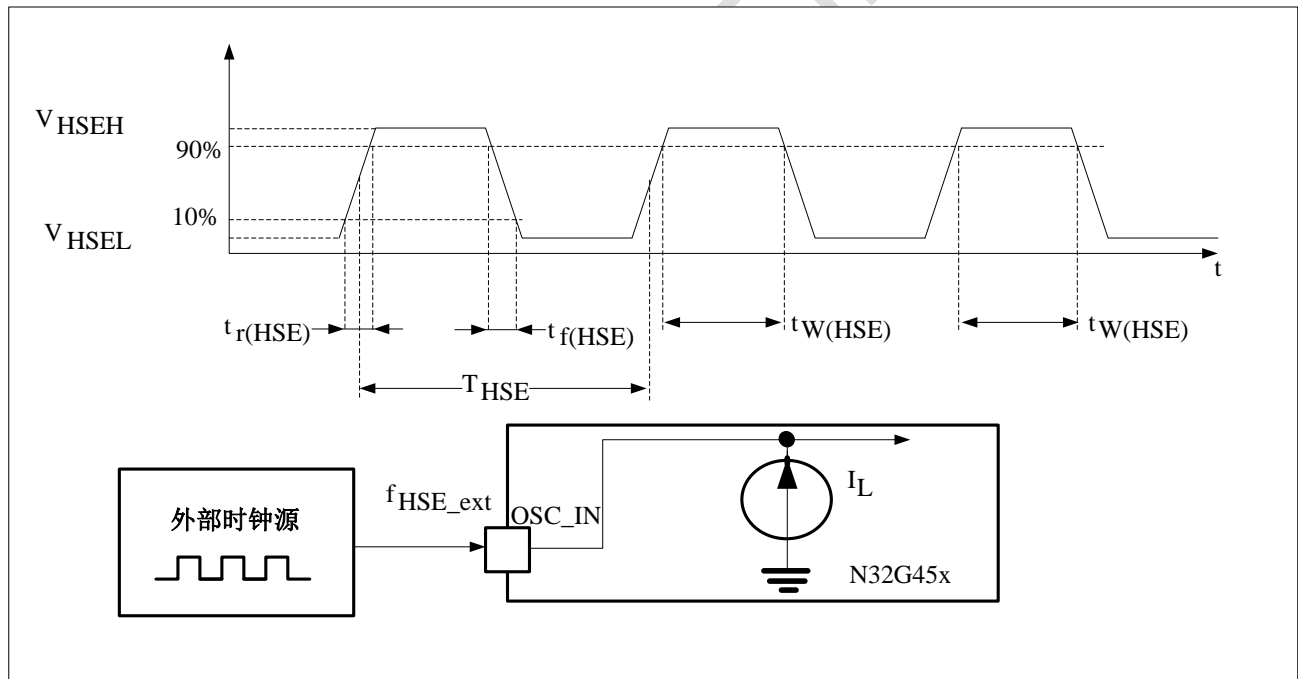 V HSEH
90%
10%
V HSEL
t
t r(HSE)
t f(HSE)
t W(HSE)
t W(HSE)
T HSE
外部时钟源
f HSE_ext
OSC_IN
I L
N32G45x